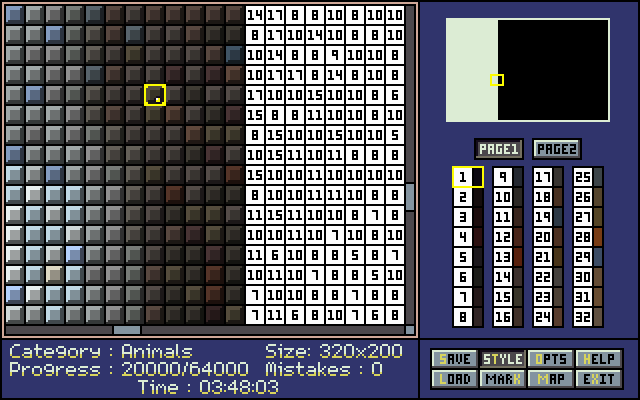 14 17 8 8 10 8 10 10
8 17 10 14 10 8 8 10
10 14 8 8 9 10 10
10 17 17 8 14 8 10 8
17 10 10 15 10 10 8 6
15 8 8 11 10 10 8 10
8 15 10 10 15 10 10 5
10 15 11 10 11 8 8 8
10 15 11 10 10 10 10 10
8 10 10 11 11 10 8 8
11 15 11 10 10 8 7 8
10 11 10 11 7 10 8 10
11 6 10 8 8 5 8 7
10 11 10 7 8 8 5 10
7 10 10 8 8 7 8 8
7 11 10 8 8 8 6 8
PAGE1 PAGE2
1 9 17 25
2 10 18 26
3 11 19 27
4 12 20 28
5 13 21 29
6 14 22 30
7 15 23 31
8 16 24 32
Category : Animals Size: 320x200
Progress : 20000/64000 Mistakes : 0
Time : 03:48:03
SAVE STYLE OPTS HELP
LOAD MARK MAP EXIT